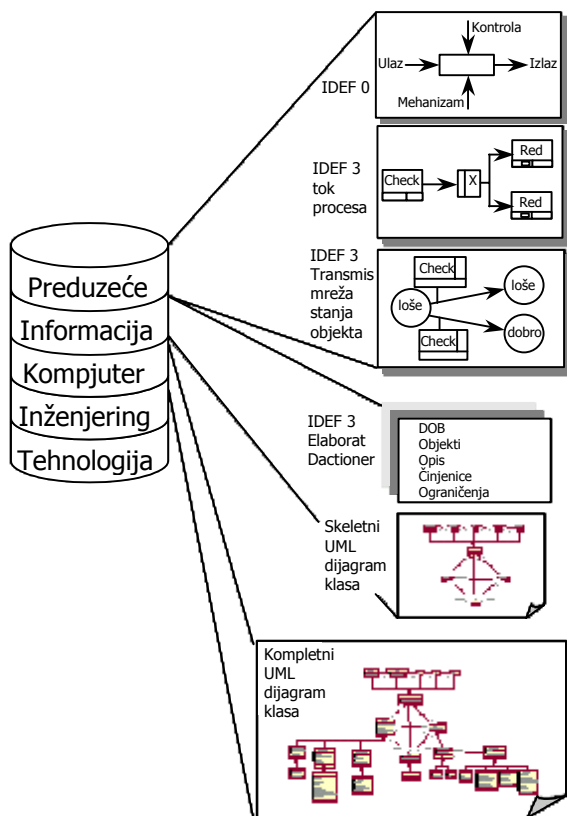 Kontrola
Ulaz
Izlaz
IDEF 0
Mehanizam
IDEF 3
tok
procesa
Check
X
Red
Red
IDEF 3
Transmis
mreža
stanja
objekta
Check
loše
loše
dobro
Check
Preduzeće
Informacija
Kompjuter
Inženjering
Tehnologija
IDEF 3
Elaborat
Dactioner
DOB
Objekti
Opis
Činjenice
Ograničenja
Skeletni
UML
dijagram
klasa
Kompletni
UML
dijagram
klasa